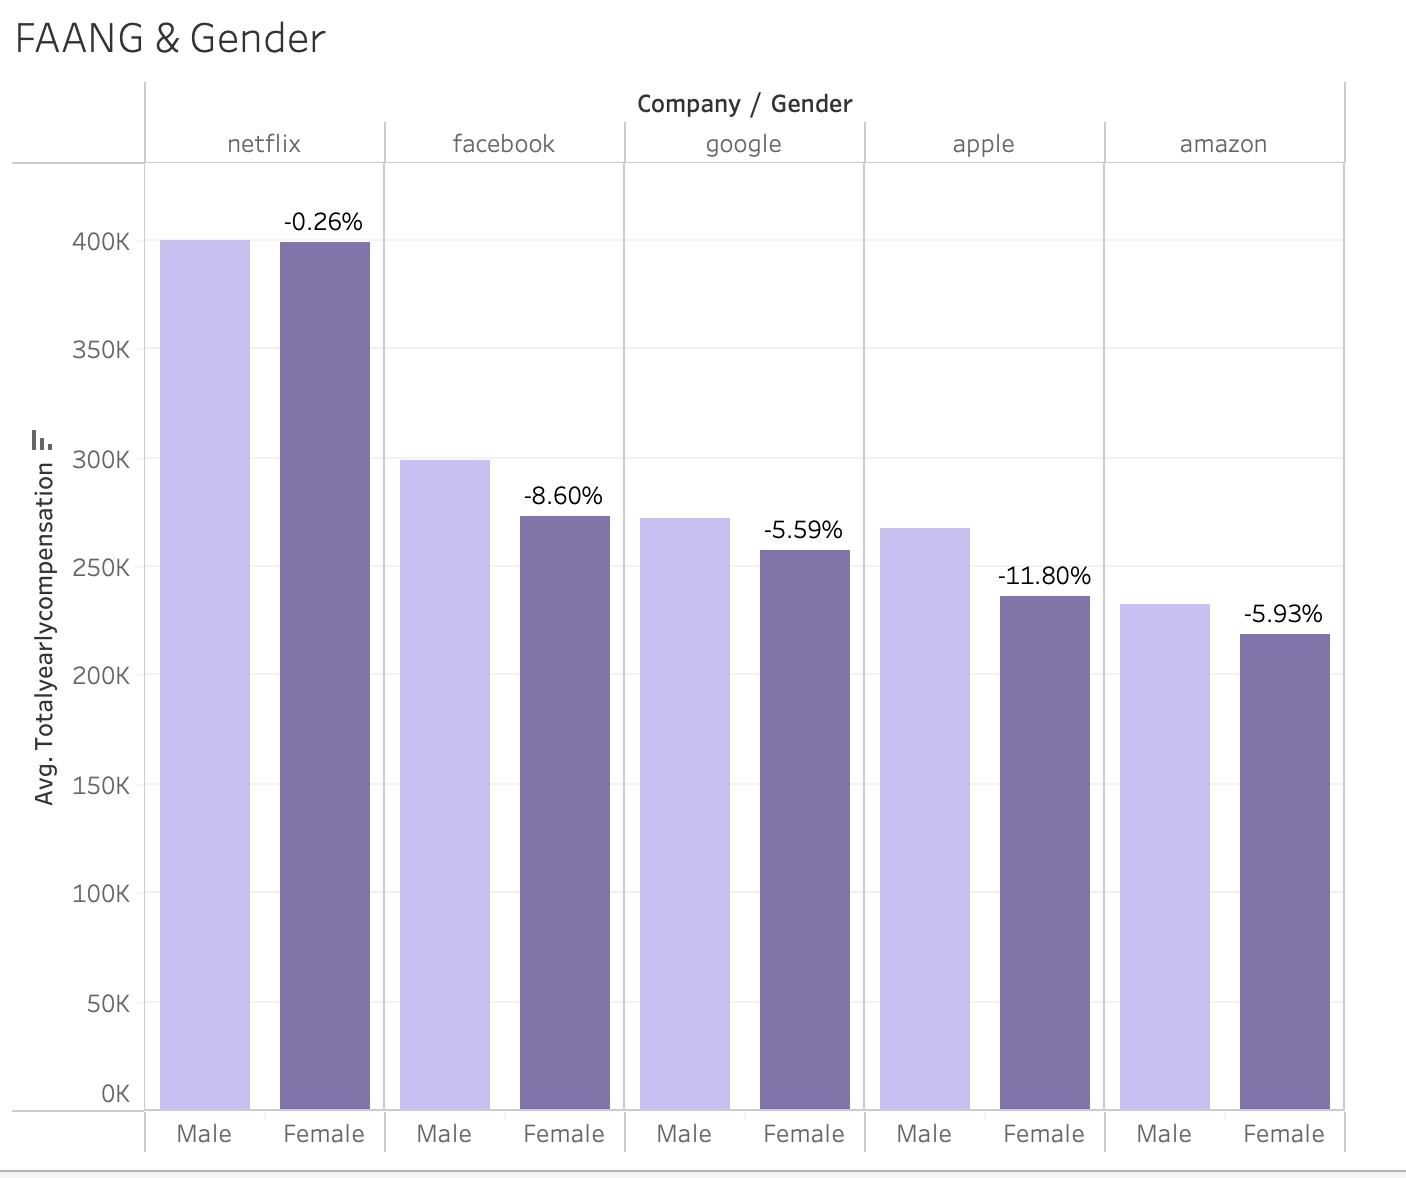 FAANG & Gender
Company / Gender
netflix facebook google apple amazon
-0.26%
400K
350K
300K
-8.60%
-5.59%
250K
-11.80%
-5.93%
200K
150K
100K
50K
0K
Avg. Totalyearlycompensation
Male Female Male Female Male Female Male Female Male Female